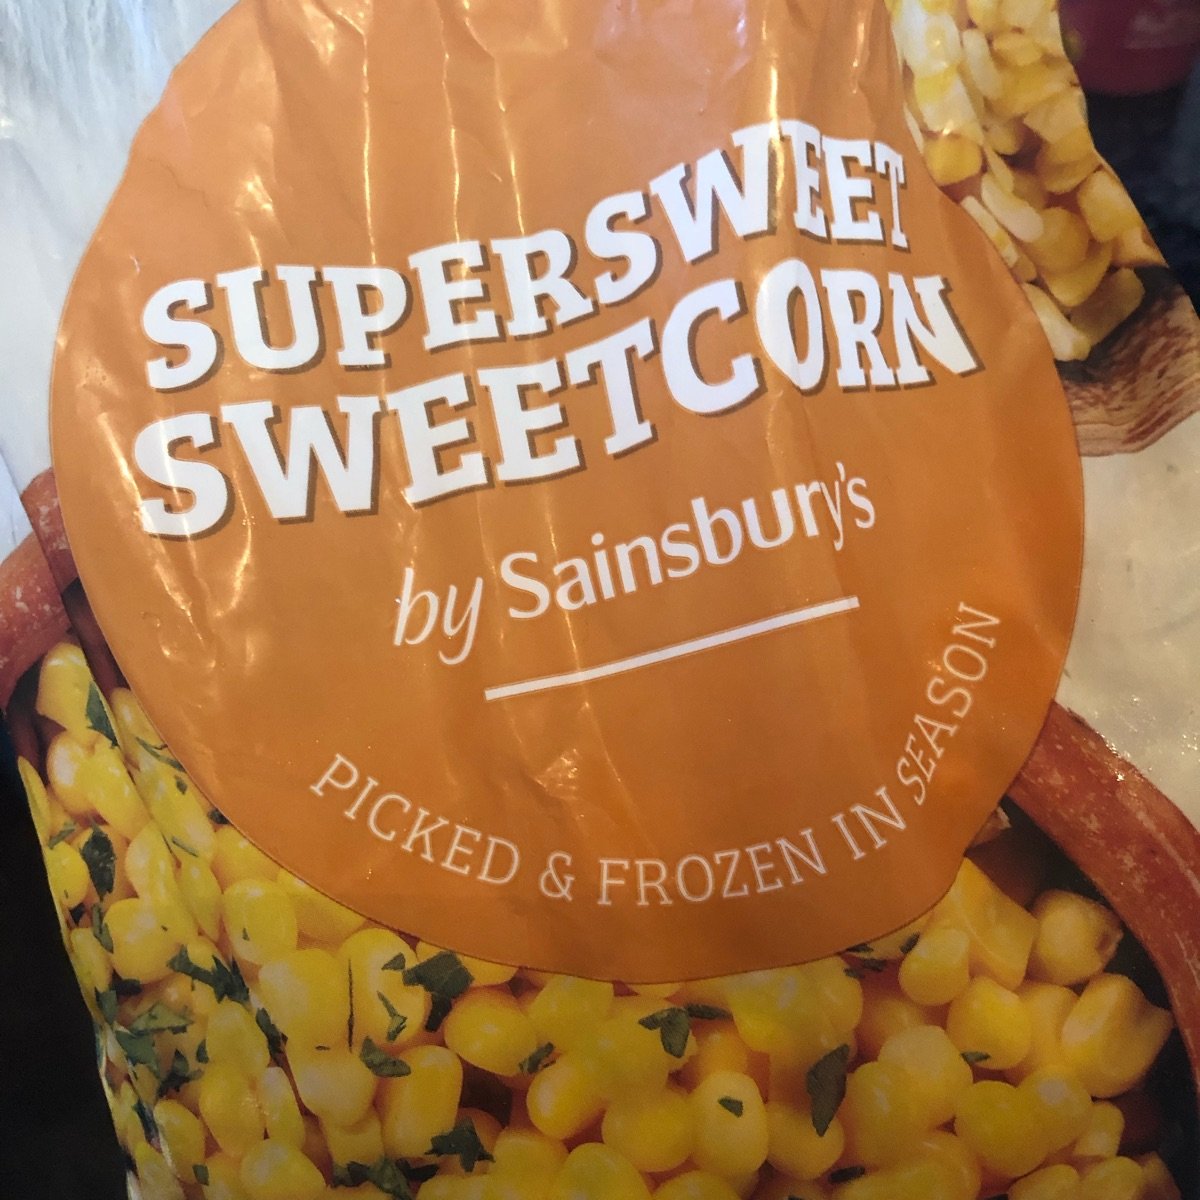 SUPERSWEET
SWEETCORN
by Sainsbury's
PICKED & FROZEN IN SEASON